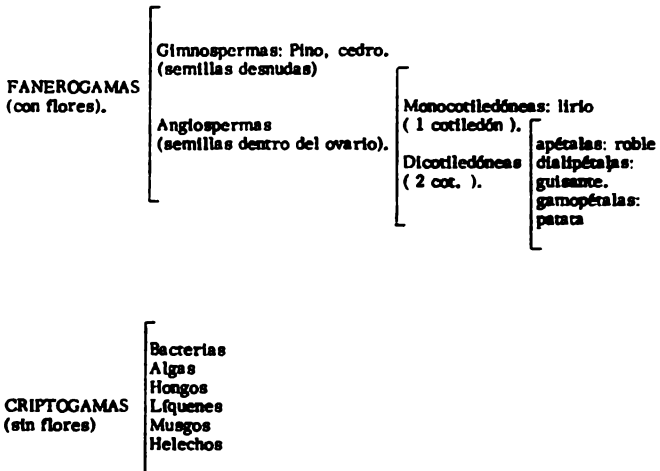 FANEROGAMAS
(con flores).
Gimnospermas: Pino, cedro.
(semillas desnudas)
Angiospermas
(semillas dentro del ovario).
Monocotiledóneas: lirio
( 1 cotiledón ).
Dicotiledóneas
( 2 cot. ).
apétalas: roble
dialipétalas:
guisante.
gamopétalas:
patata
CRIPTOGAMAS
(sin flores)
Bacterias
Algas
Hongos
Líquenes
Musgos
Helechos